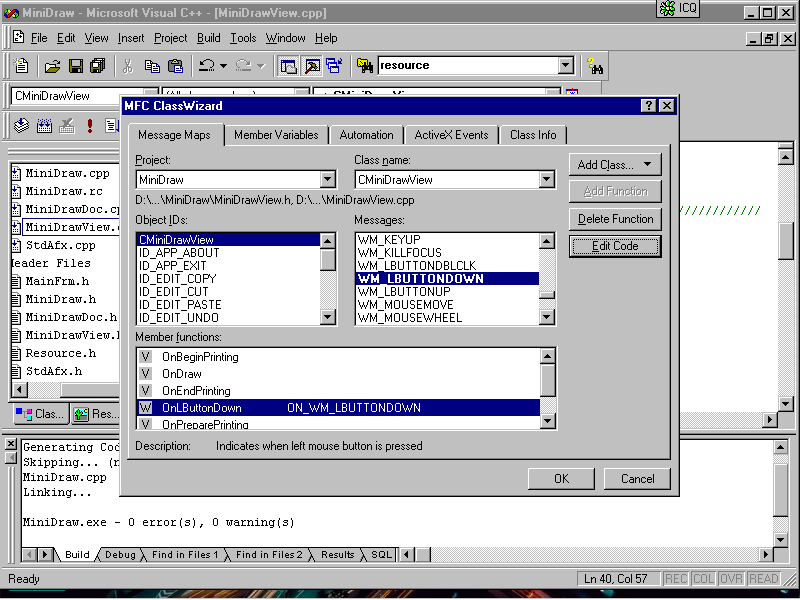 MiniDraw - Microsoft Visual C++ - [MiniDrawView.cpp]
ICQ
File Edit View Insert Project Build Tools Window Help
resource
CMiniDrawView
MFC ClassWizard
Message Maps Member Variables Automation ActiveX Events Class Info
Project: Class name:
MiniDraw CMiniDrawView
Add Class...
D:\...\MiniDraw\MiniDrawView.h, D:\...\MiniDrawView.cpp
Add Function
Object IDs: Messages:
Delete Function
CMiniDrawView WM_KEYUP
Edit Code
ID_APP_ABOUT WM_KILLFOCUS
ID_APP_EXIT WM_LBUTTONDBLCLK
ID_EDIT_COPY WM_LBUTTONDOWN
ID_EDIT_CUT WM_LBUTTONUP
ID_EDIT_PASTE WM_MOUSEMOVE
ID_EDIT_UNDO WM_MOUSEWHEEL
Member functions:
V OnBeginPrinting
V OnDraw
V OnEndPrinting
W OnLButtonDown ON_WM_LBUTTONDOWN
V OnPreparePrinting
Description: Indicates when left mouse button is pressed
OK Cancel
MiniDraw.cpp
MiniDraw.rc
MiniDrawDoc.cp
MiniDrawView.c
StdAfx.cpp
eader Files
MainFrm.h
MiniDraw.h
MiniDrawDoc.h
MiniDrawView.h
Resource.h
StdAfx.h
////////////
Clas... Res...
Generating Cod
Skipping... (n
MiniDraw.cpp
Linking...
MiniDraw.exe - 0 error(s), 0 warning(s)
Build Debug Find in Files 1 Find in Files 2 Results SQL
Ready Ln 40, Col 57 REC COL OVR READ